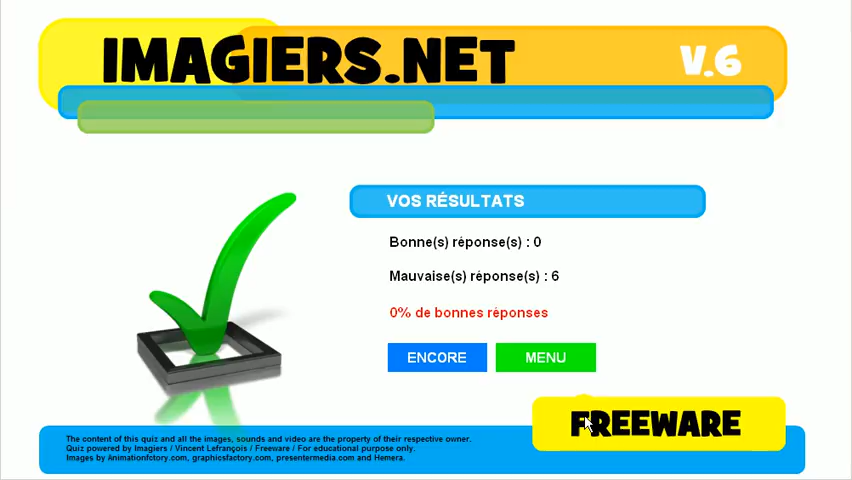 IMAGIERS.NET
V.6
VOS RÉSULTATS
Bonne(s) réponse(s) : 0
Mauvaise(s) réponse(s) : 6
0% de bonnes réponses
ENCORE
MENU
FREEWARE
The content of this quiz and all the images, sounds and video are the property of their respective owner.
Quiz powered by Imagiers / Vincent Lefrançois / Freeware / For educational purpose only.
Images by Animationfctory.com, graphicsfactory.com, presentermedia.com and Hemera.